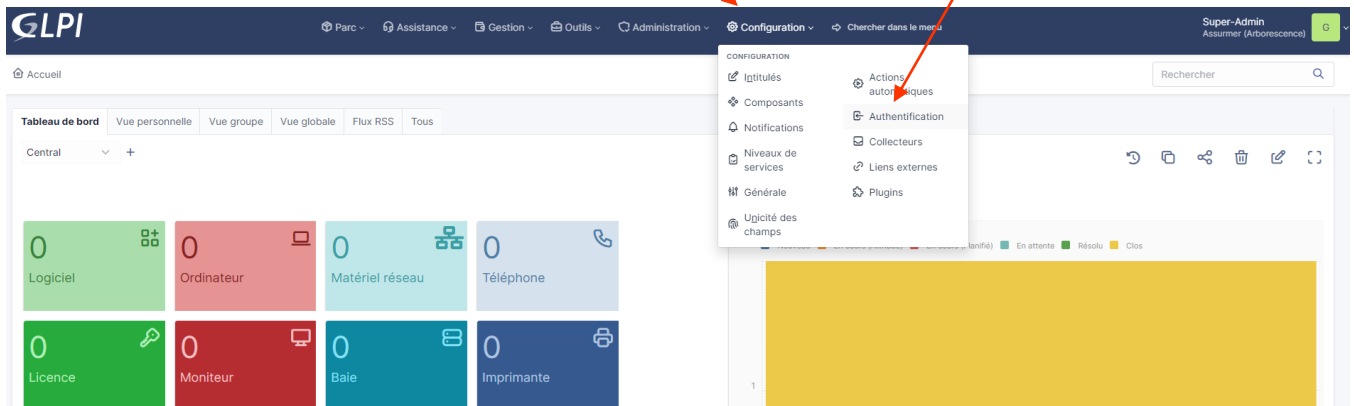 GLPI
Parc
Assistance
Gestion
Outils
Administration
Configuration
Chercher dans le menu
Super-Admin
Assurmer (Arborescence)
G
Accueil
Rechercher
CONFIGURATION
Intitulés
Composants
Notifications
Niveaux de
services
Générale
Unicité des
champs
Actions
automatiques
Authentification
Collecteurs
Liens externes
Plugins
Tableau de bord
Vue personnelle
Vue groupe
Vue globale
Flux RSS
Tous
Central
+
0
Logiciel
0
Ordinateur
0
Matériel réseau
0
Téléphone
0
Licence
0
Moniteur
0
Baie
0
Imprimante
En attente
Résolu
Clos
1